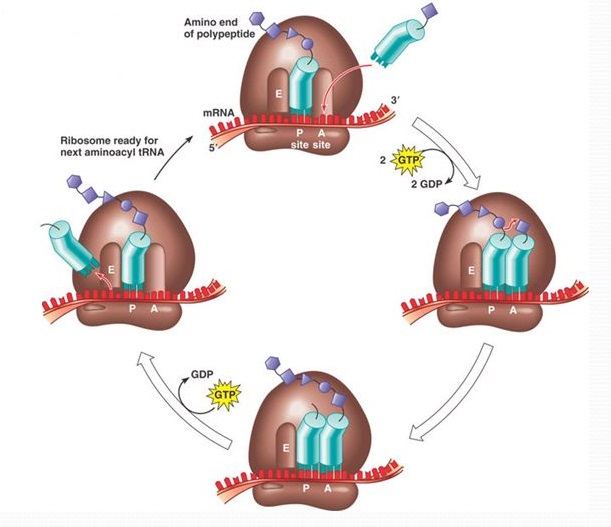 Amino end
of polypeptide
E
mRNA
3'
5'
P A
site site
Ribosome ready for
next aminoacyl tRNA
2 GTP
2 GDP
E
P A
E
P A
GDP
GTP
E
P A